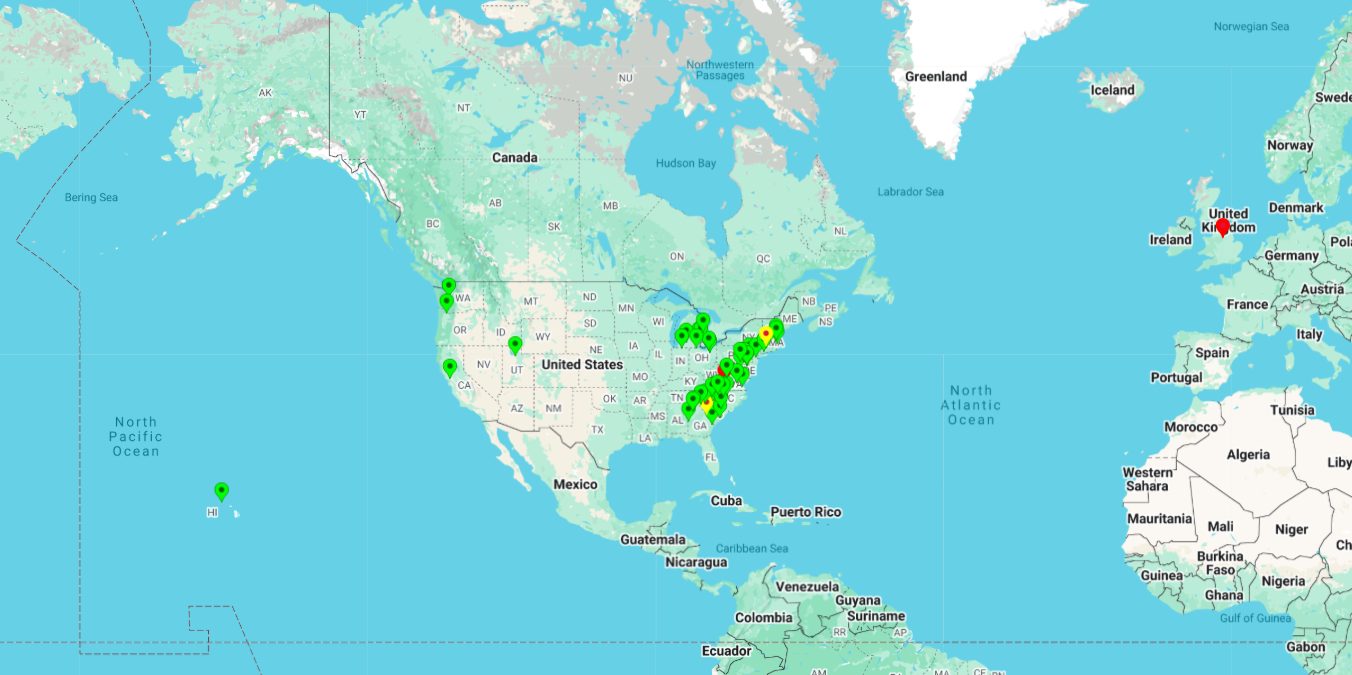 Norwegian Sea
Northwestern
Passages
Greenland
NU
Iceland
AK
Swede
NT
YT
Norway
Canada
Hudson Bay
Labrador Sea
Bering Sea
AB
MB
Denmark
United
Kingdom
BC
SK
NL
Ireland
Pola
ON
QC
Germany
Austria
WA
MT
ND
NB
PE
France
MN
ME
NS
OR
ID
SD
WI
NY
MA
Italy
WY
NE
IA
IL
IN
OH
Spain
NV
UT
United States
Portugal
CA
MO
KY
DE
North
Atlantic
Ocean
AZ
NM
OK
AR
TN
MS
AL
GA
Tunisia
North
Pacific
Ocean
TX
LA
Morocco
FL
Algeria
Liby
Western
Sahara
Mexico
Cuba
Puerto Rico
HI
Mauritania
Mali
Niger
Guatemala
Caribbean Sea
Ch
Nicaragua
Burkina
Faso
Guinea
Nigeria
Venezuela
Ghana
Guyana
Colombia
Suriname
Gulf of Guinea
RR
AP
Ecuador
Gabon
AM
MA
CE
RN